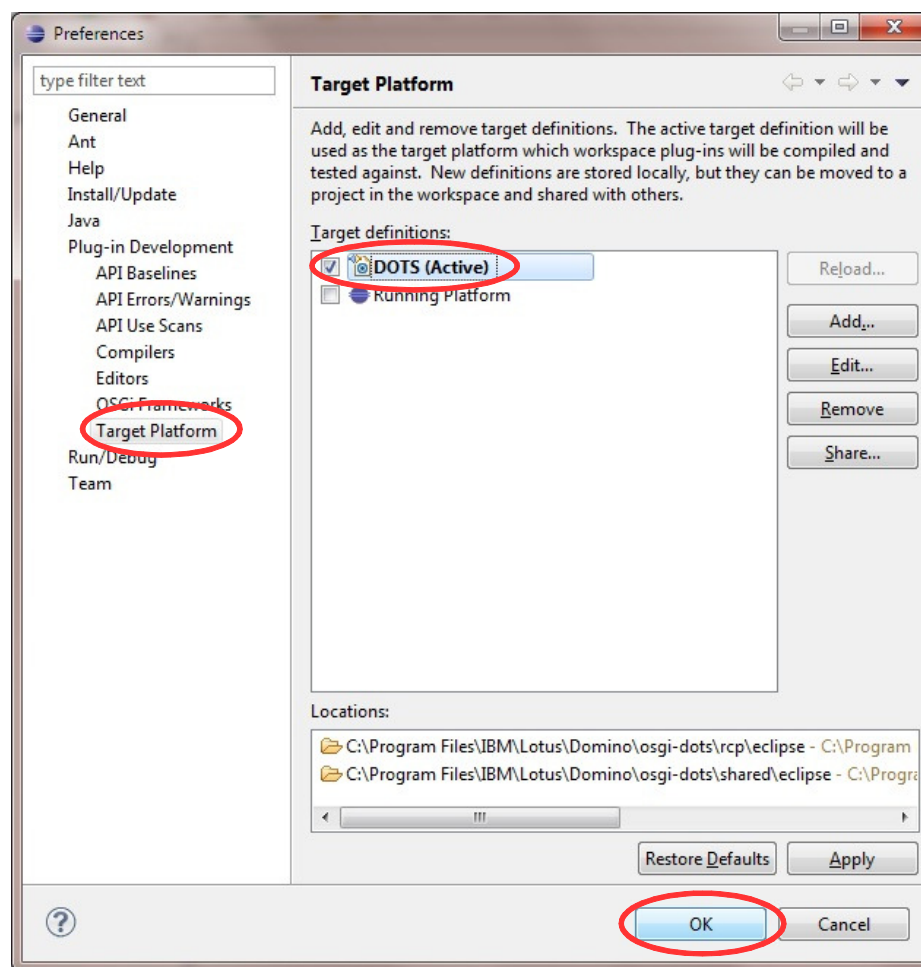 Preferences
type filter text
General
Ant
Help
Install/Update
Java
Plug-in Development
API Baselines
API Errors/Warnings
API Use Scans
Compilers
Editors
OSGi Frameworks
Target Platform
Run/Debug
Team
Target Platform
Add, edit and remove target definitions. The active target definition will be
used as the target platform which workspace plug-ins will be compiled and
tested against. New definitions are stored locally, but they can be moved to a
project in the workspace and shared with others.
Target definitions:
DOTS (Active)
Running Platform
Reload...
Add...
Edit...
Remove
Share...
Locations:
C:\Program Files\IBM\Lotus\Domino\osgi-dots\rcp\eclipse - C:\Program
C:\Program Files\IBM\Lotus\Domino\osgi-dots\shared\eclipse - C:\Progra
Restore Defaults
Apply
OK
Cancel